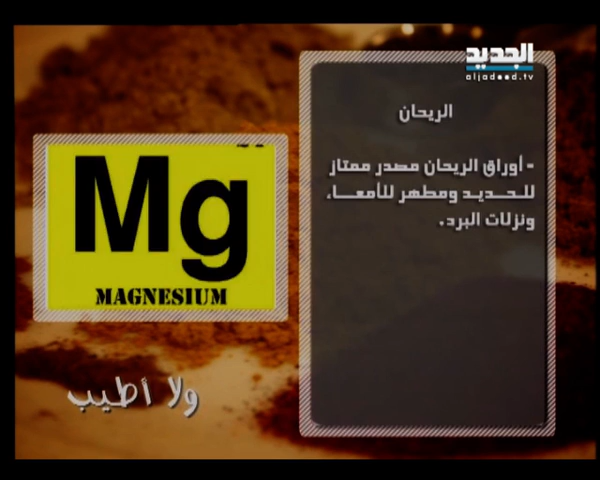 الجديد
aljadeed.tv
الريحان
- أوراق الريحان مصدر ممتاز
للحديد ومطهر للأمعاء،
ونزلات البرد.
Mg
MAGNESIUM
ولا أطيب